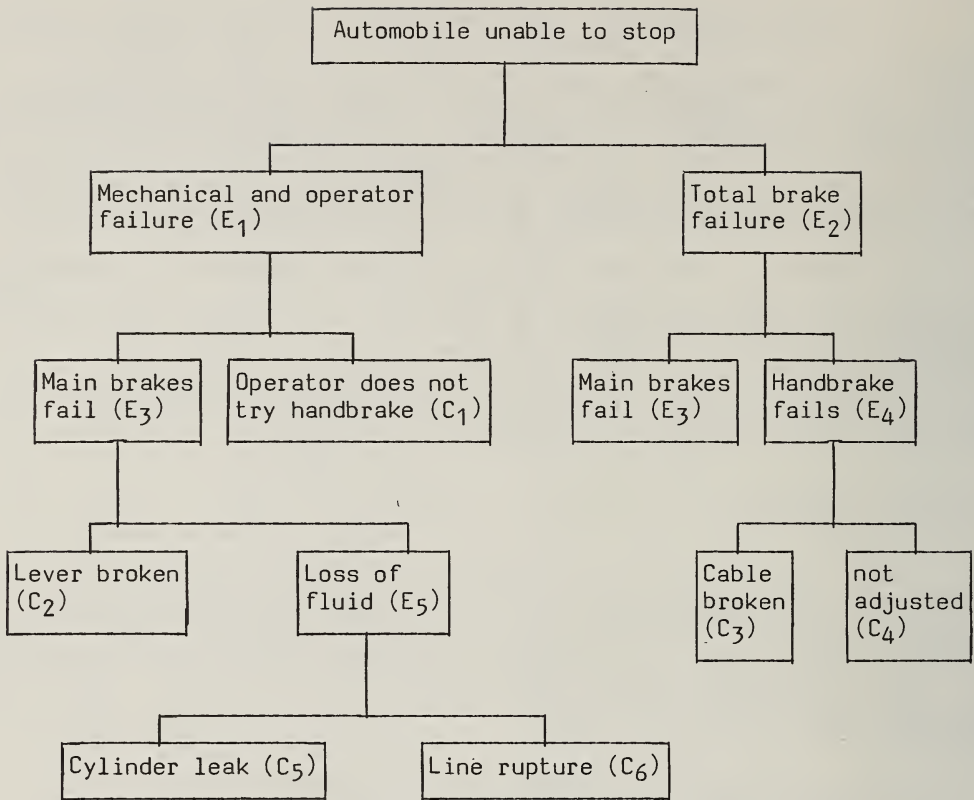 Automobile unable to stop
Mechanical and operator
failure (E₁)
Total brake
failure (E₂)
Main brakes
fail (E₃)
Operator does not
try handbrake (C₁)
Main brakes
fail (E₃)
Handbrake
fails (E₄)
Lever broken
(C₂)
Loss of
fluid (E₅)
Cable
broken
(C₃)
not
adjusted
(C₄)
Cylinder leak (C₅)
Line rupture (C₆)